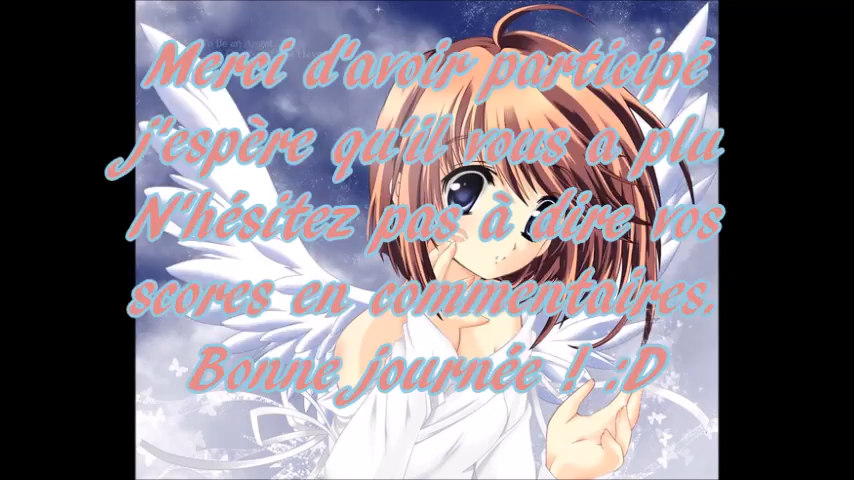 Merci d'avoir participé
j'espère qu'il vous a plu
N'hésitez pas à dire vos
scores en commentaires.
Bonne journée ! :D